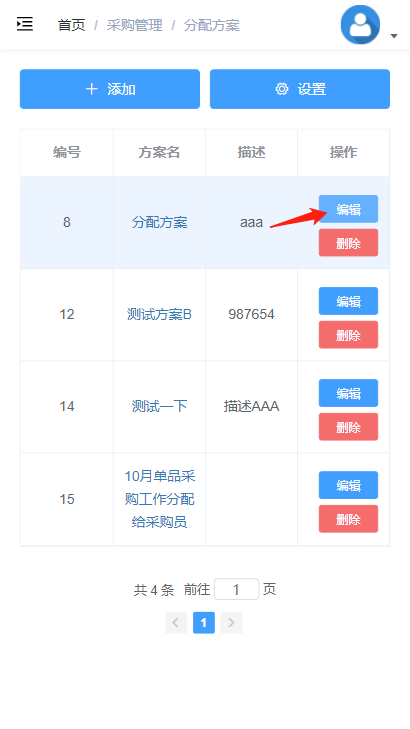 首页 / 采购管理 / 分配方案
添加 设置
编号 方案名 描述 操作
8 分配方案 aaa 编辑
删除
12 测试方案B 987654 编辑
删除
14 测试一下 描述AAA 编辑
删除
15 10月单品采
购工作分配
给采购员 编辑
删除
共 4 条 前往 1 页
1